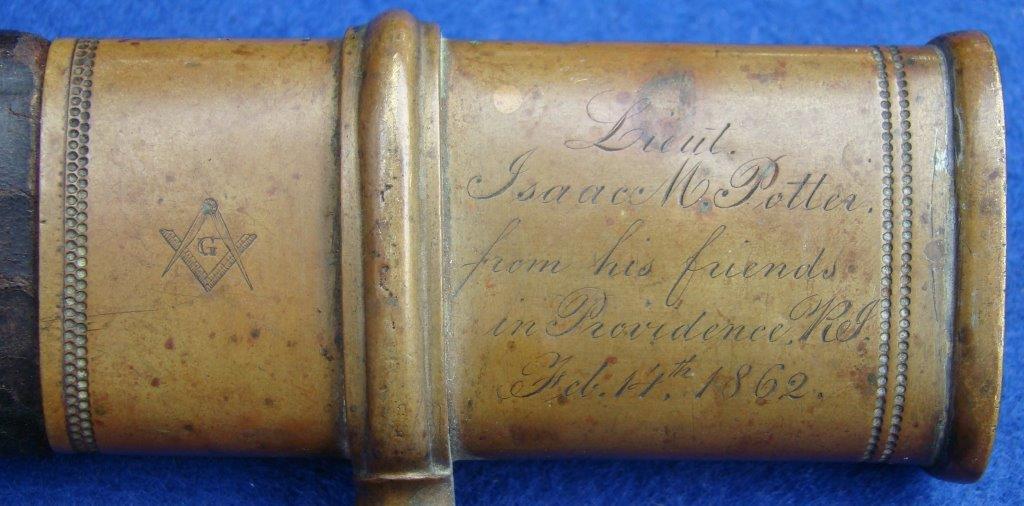 G
Lieut.
Isaac M. Potter.
from his friends
in Providence, R.I.
Feb. 14th. 1862.